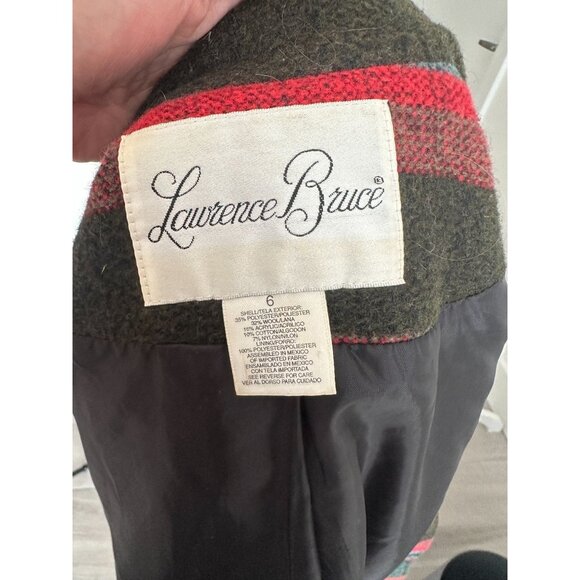 Lawrence Bruce®
6
SHELL/TELA EXTERIOR:
35% POLYESTER/POLIESTER
32% WOOL/LANA
16% ACRYLIC/ACRILICO
10% COTTON/ALGODON
7% NYLON/NILON
LINING/FORRO:
100% POLYESTER/POLIESTER
ASSEMBLED IN MEXICO
OF IMPORTED FABRIC
ENSAMBLADO EN MEXICO
CON TELA IMPORTADA
SEE REVERSE FOR CARE
VER AL DORSO PARA CUIDADO